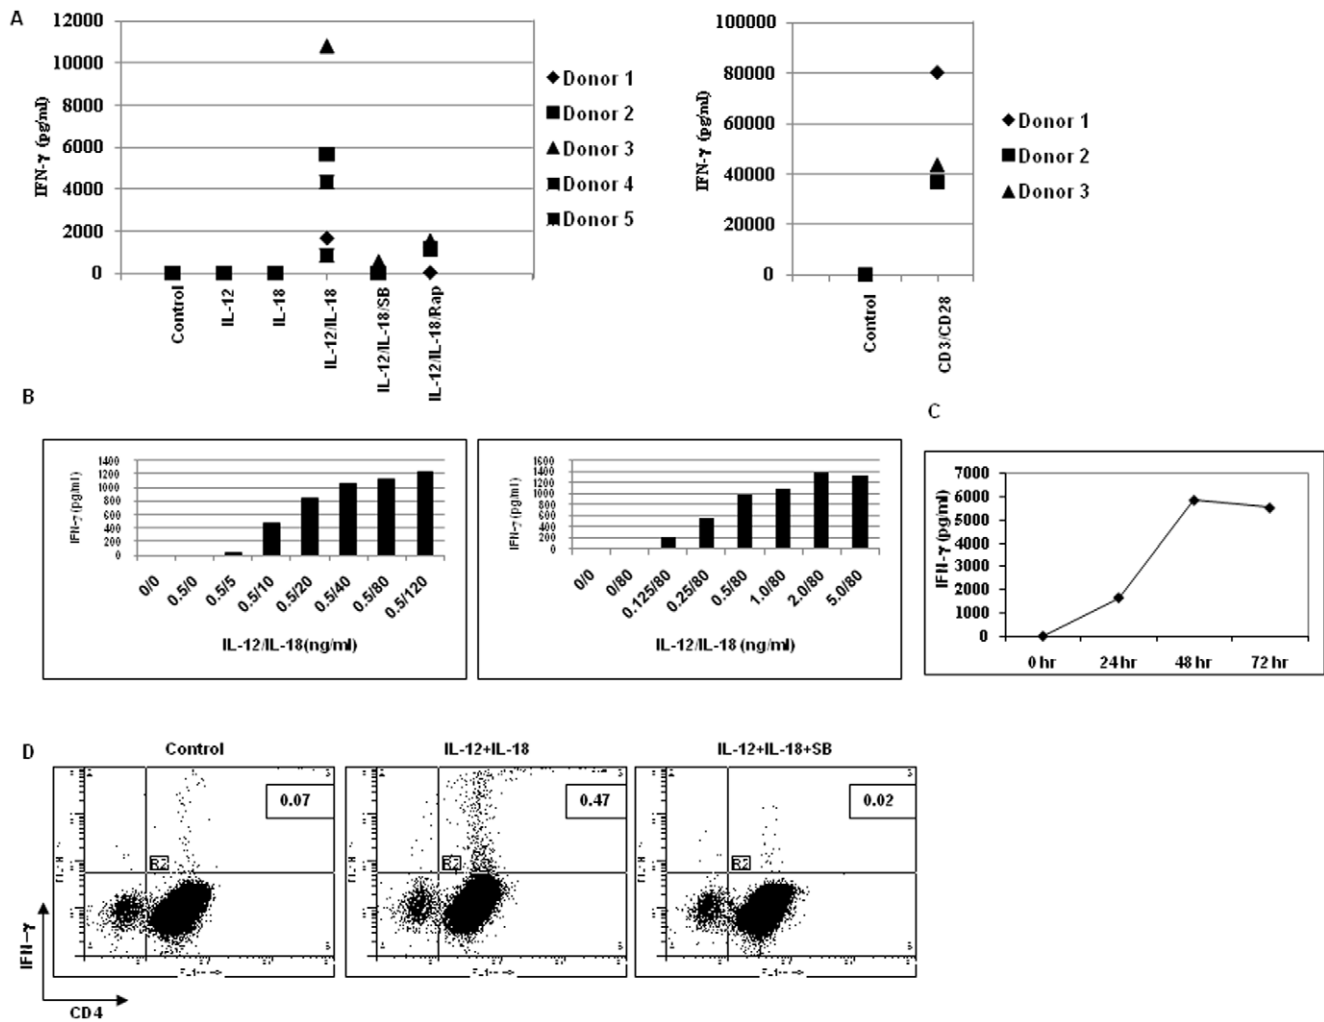 A
12000
10000
8000
6000
4000
2000
0
IFN-γ (pg/ml)
Control
IL-12
IL-18
IL-12/IL-18
IL-12/IL-18/SB
IL-12/IL-18/Rap
Donor 1
Donor 2
Donor 3
Donor 4
Donor 5
100000
80000
60000
40000
20000
0
IFN-γ (pg/ml)
Control
CD3/CD28
Donor 1
Donor 2
Donor 3
B
1400
1200
1000
800
600
400
200
0
IFN-γ (pg/ml)
0/0
0.5/0
0.5/5
0.5/10
0.5/20
0.5/40
0.5/80
0.5/120
IL-12/IL-18(ng/ml)
1600
1400
1200
1000
800
600
400
200
0
IFN-γ (pg/ml)
0/0
0/80
0.125/80
0.25/80
0.5/80
1.0/80
2.0/80
5.0/80
IL-12/IL-18 (ng/ml)
C
7000
6000
5000
4000
3000
2000
1000
0
IFN-γ (pg/ml)
0 hr
24 hr
48 hr
72 hr
D
Control
IL-12+IL-18
IL-12+IL-18+SB
0.07
0.47
0.02
R2
R2
R2
IFN-γ
CD4